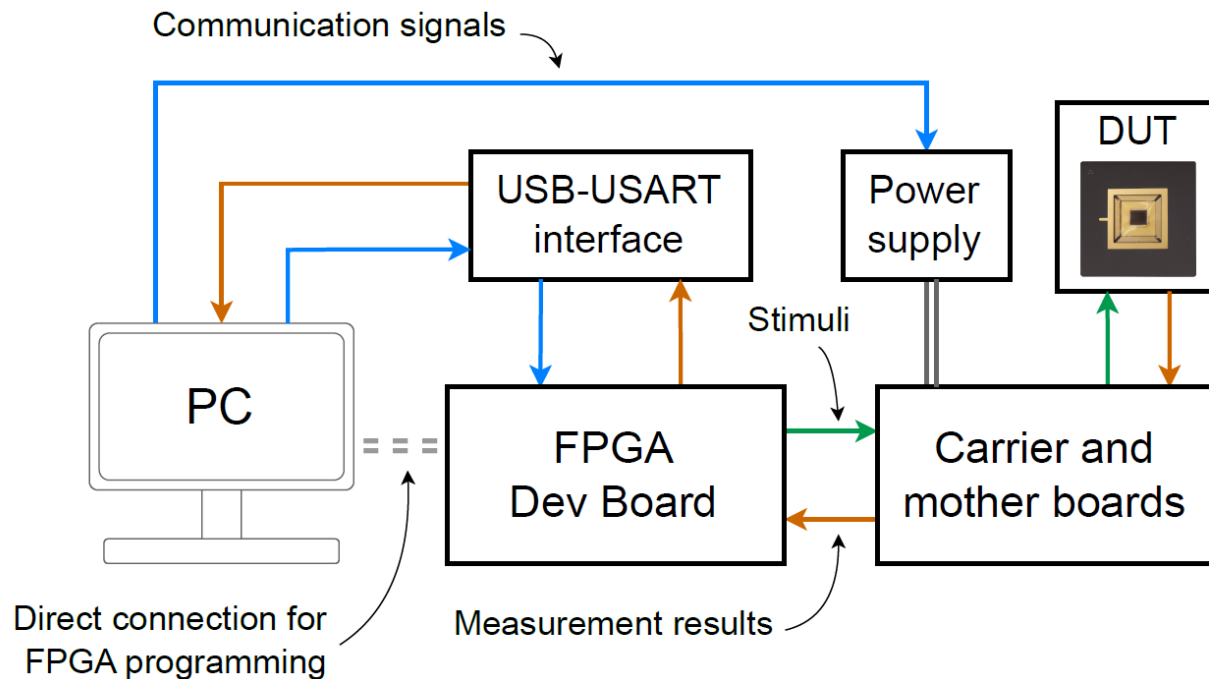 Communication signals
DUT
USB-USART
interface
Power
supply
Stimuli
PC
FPGA
Dev Board
Carrier and
mother boards
Direct connection for
FPGA programming
Measurement results